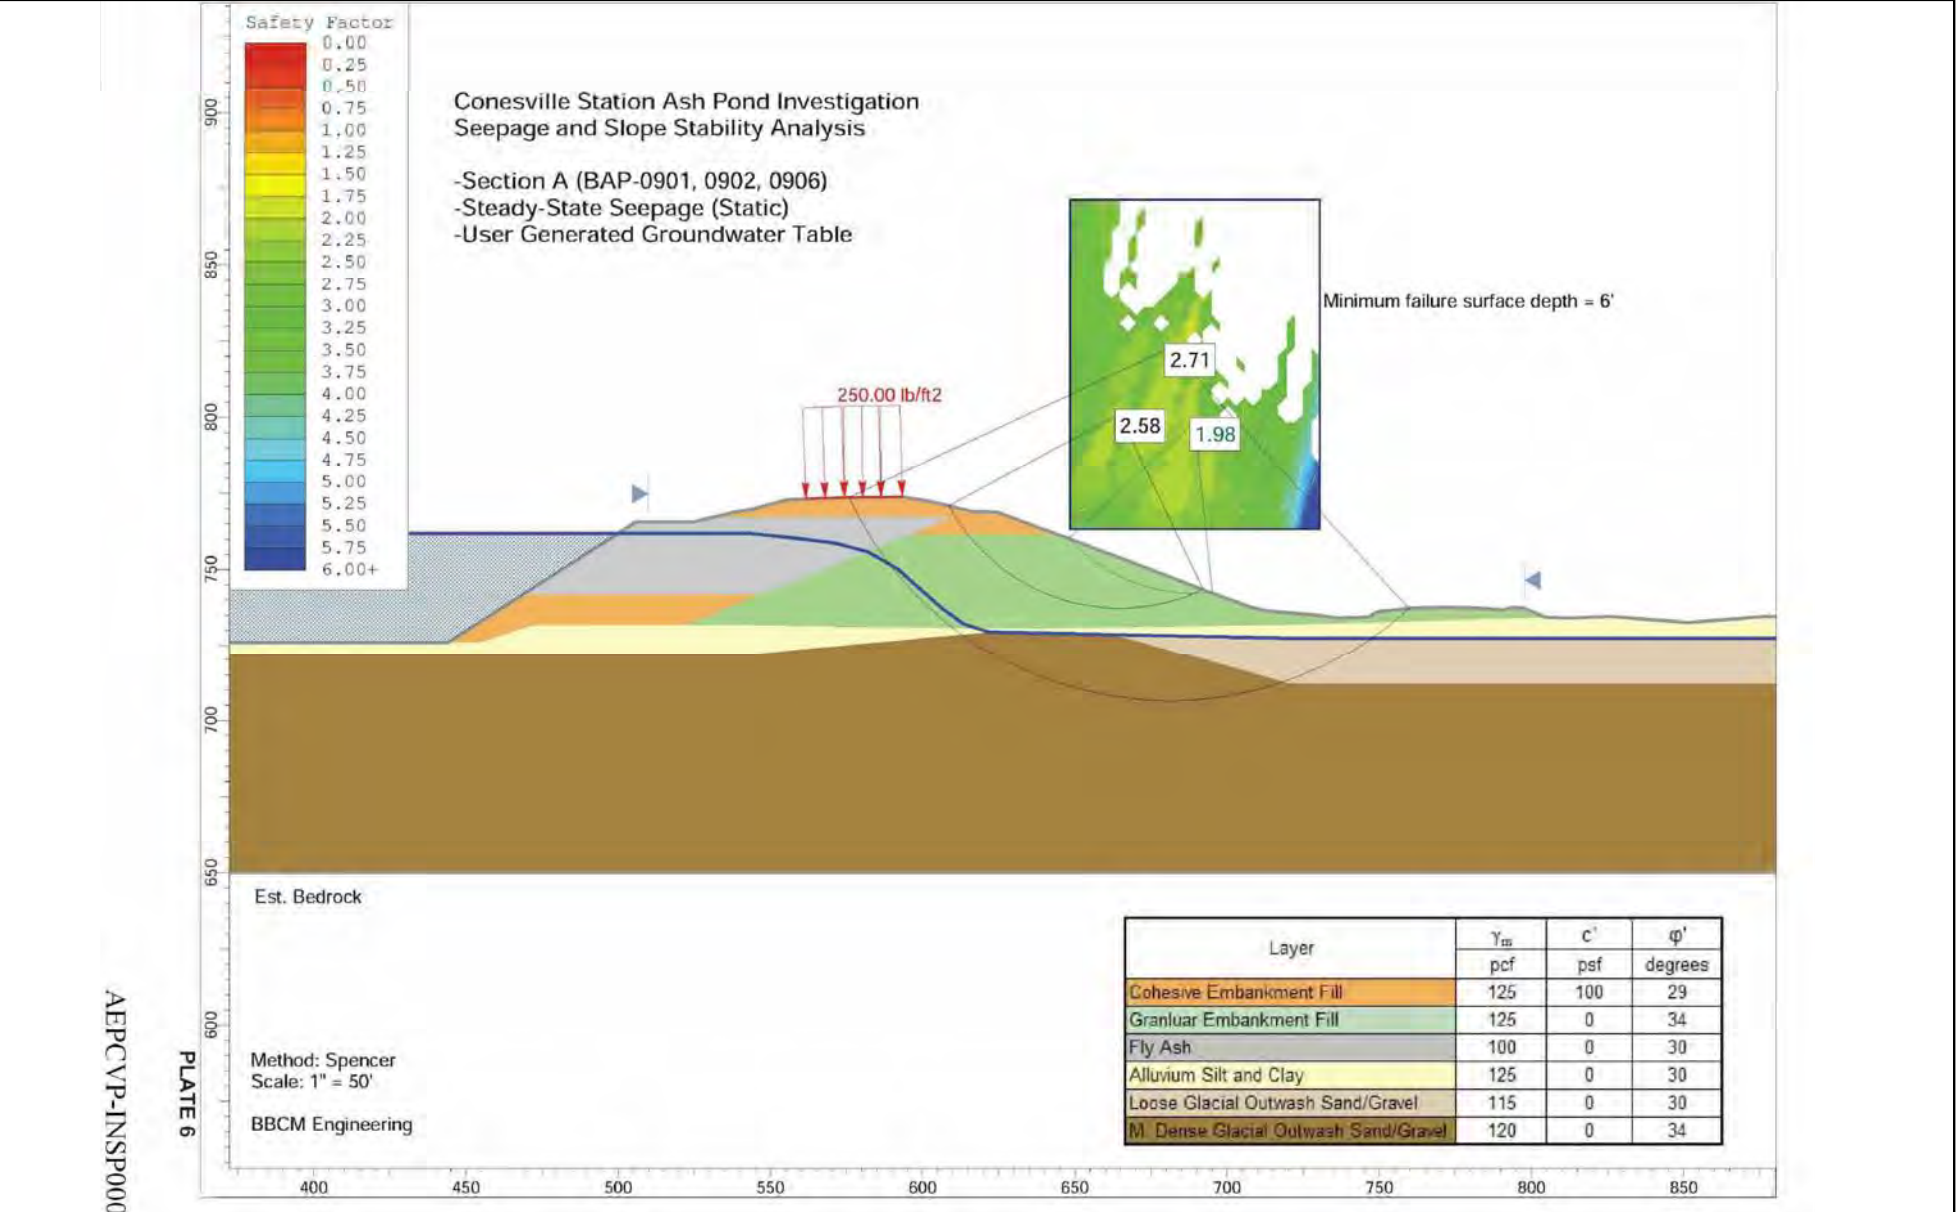 Safety Factor
0.00
0.25
0.50
0.75
1.00
1.25
1.50
1.75
2.00
2.25
2.50
2.75
3.00
3.25
3.50
3.75
4.00
4.25
4.50
4.75
5.00
5.25
5.50
5.75
6.00+
Conesville Station Ash Pond Investigation
Seepage and Slope Stability Analysis
-Section A (BAP-0901, 0902, 0906)
-Steady-State Seepage (Static)
-User Generated Groundwater Table
Minimum failure surface depth = 6'
2.71
2.58
1.98
250.00 lb/ft2
900
850
800
750
700
650
600
Est. Bedrock
Method: Spencer
Scale: 1" = 50'
BBCM Engineering
Layer γm c' φ'
pcf psf degrees
Cohesive Embankment Fill 125 100 29
Granluar Embankment Fill 125 0 34
Fly Ash 100 0 30
Alluvium Silt and Clay 125 0 30
Loose Glacial Outwash Sand/Gravel 115 0 30
M. Dense Glacial Outwash Sand/Gravel 120 0 34
400 450 500 550 600 650 700 750 800 850
PLATE 6
AEPCVP-INSP000